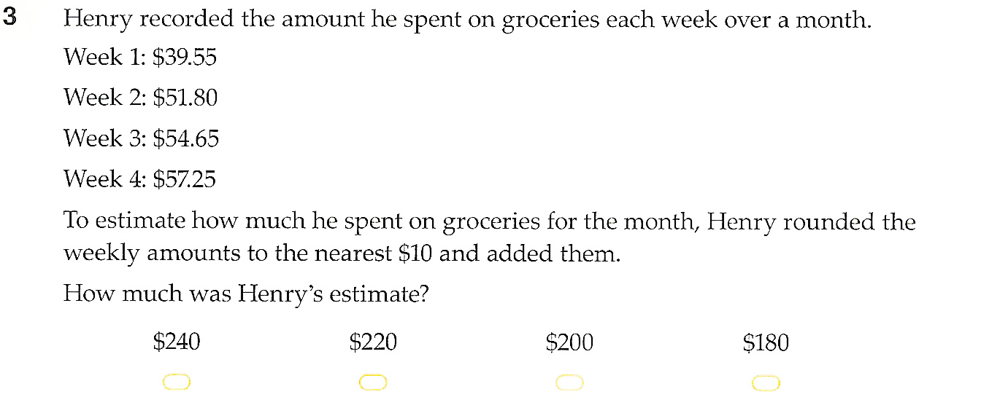 3 Henry recorded the amount he spent on groceries each week over a month.
Week 1: $39.55
Week 2: $51.80
Week 3: $54.65
Week 4: $57.25
To estimate how much he spent on groceries for the month, Henry rounded the
weekly amounts to the nearest $10 and added them.
How much was Henry's estimate?
$240 $220 $200 $180